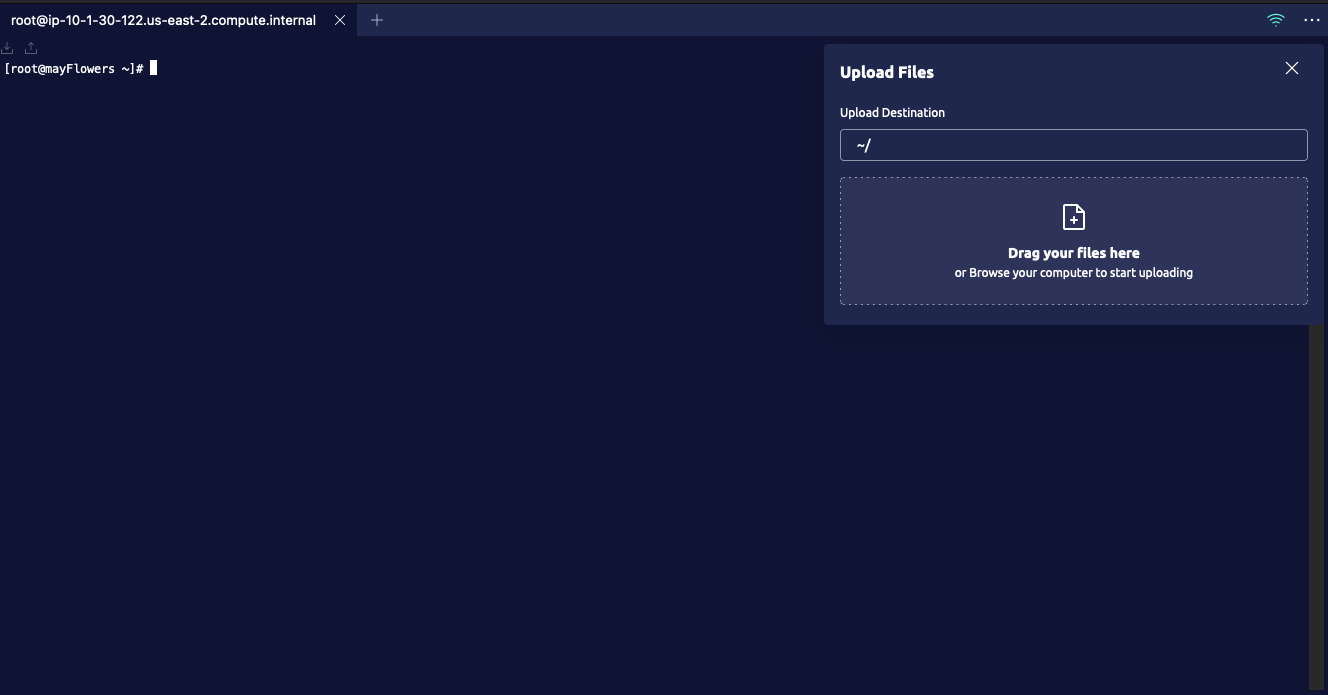 root@ip-10-1-30-122.us-east-2.compute.internal
[root@mayFlowers ~]#
Upload Files
Upload Destination
~/
Drag your files here
or Browse your computer to start uploading